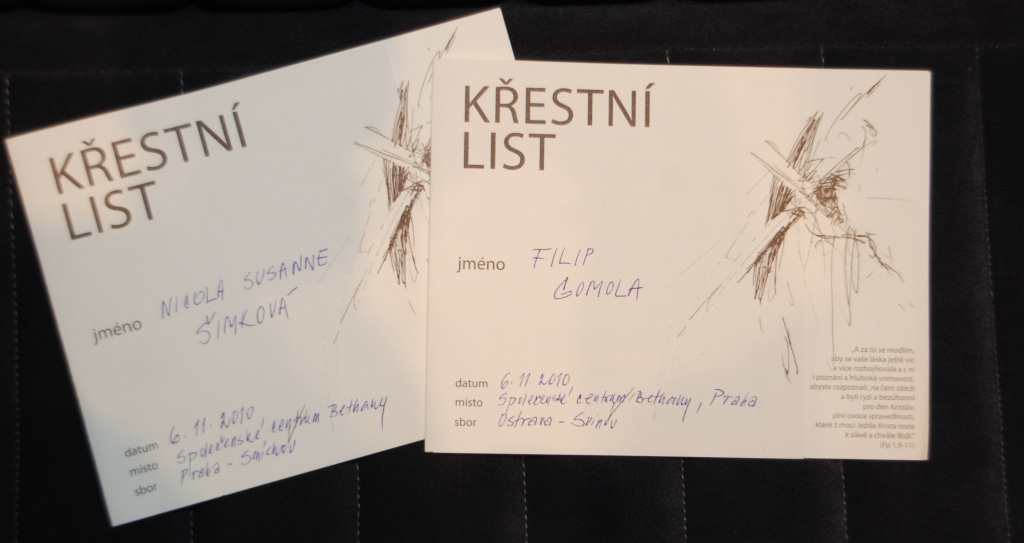 KŘESTNÍ
LIST
jméno NICOLA SUSANNE
ŠIMKOVÁ
datum 6. 11. 2010
místo Společenské centrum Bethany
sbor Praha - Smíchov
KŘESTNÍ
LIST
jméno FILIP
GOMOLA
datum 6. 11. 2010
místo Společenské centrum Bethany, Praha
sbor Ostrava - Svinov
„A za to se modlím,
aby se vaše láska ještě víc
a více rozhojňovala a s ní
i poznání a hluboká vnímavost;
abyste rozpoznali, na čem záleží
a byli ryzí a bezúhonní
pro den Kristův,
plni ovoce spravedlnosti,
které z moci Ježíše Krista roste
k slávě a chvále Boží."
(Fp 1,9-11)